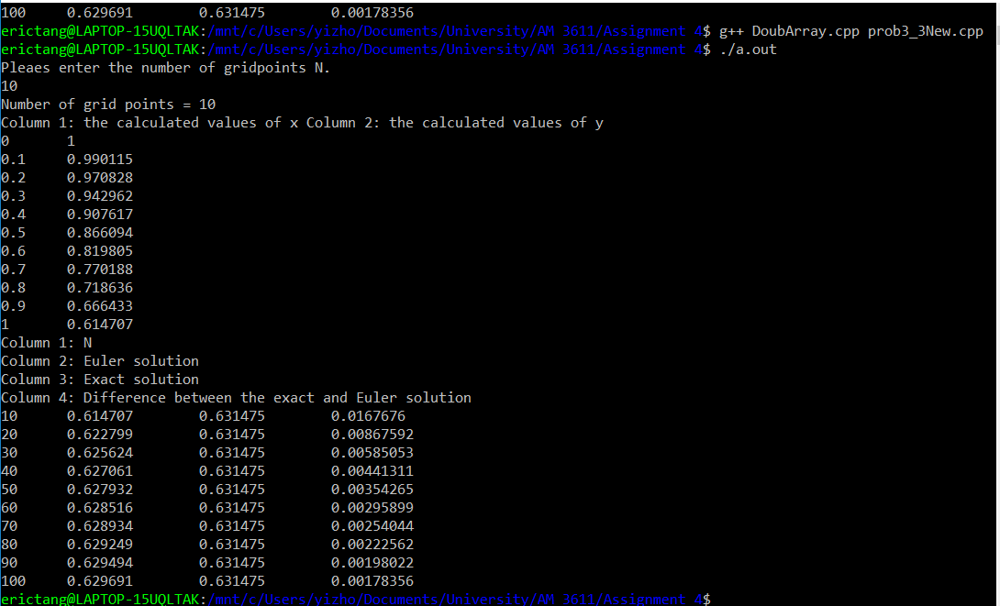 100 0.629691 0.631475 0.00178356
erictang@LAPTOP-15UQLTAK:/mnt/c/Users/yizho/Documents/University/AM 3611/Assignment 4$ g++ DoubArray.cpp prob3_3New.cpp
erictang@LAPTOP-15UQLTAK:/mnt/c/Users/yizho/Documents/University/AM 3611/Assignment 4$ ./a.out
Pleaes enter the number of gridpoints N.
10
Number of grid points = 10
Column 1: the calculated values of x Column 2: the calculated values of y
0 1
0.1 0.990115
0.2 0.970828
0.3 0.942962
0.4 0.907617
0.5 0.866094
0.6 0.819805
0.7 0.770188
0.8 0.718636
0.9 0.666433
1 0.614707
Column 1: N
Column 2: Euler solution
Column 3: Exact solution
Column 4: Difference between the exact and Euler solution
10 0.614707 0.631475 0.0167676
20 0.622799 0.631475 0.00867592
30 0.625624 0.631475 0.00585053
40 0.627061 0.631475 0.00441311
50 0.627932 0.631475 0.00354265
60 0.628516 0.631475 0.00295899
70 0.628934 0.631475 0.00254044
80 0.629249 0.631475 0.00222562
90 0.629494 0.631475 0.00198022
100 0.629691 0.631475 0.00178356
erictang@LAPTOP-15UQLTAK:/mnt/c/Users/yizho/Documents/University/AM 3611/Assignment 4$